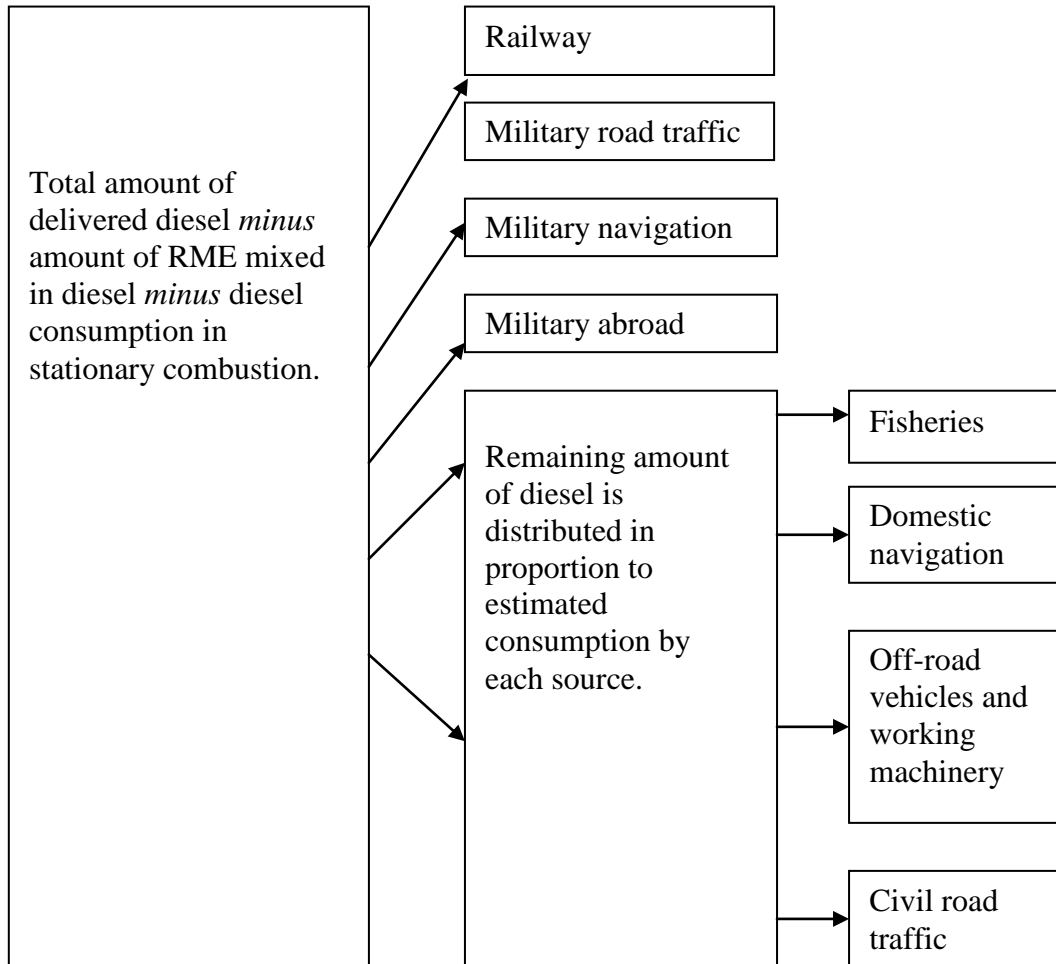 Total amount of
delivered diesel minus
amount of RME mixed
in diesel minus diesel
consumption in
stationary combustion.
Railway
Military road traffic
Military navigation
Military abroad
Remaining amount
of diesel is
distributed in
proportion to
estimated
consumption by
each source.
Fisheries
Domestic
navigation
Off-road
vehicles and
working
machinery
Civil road
traffic